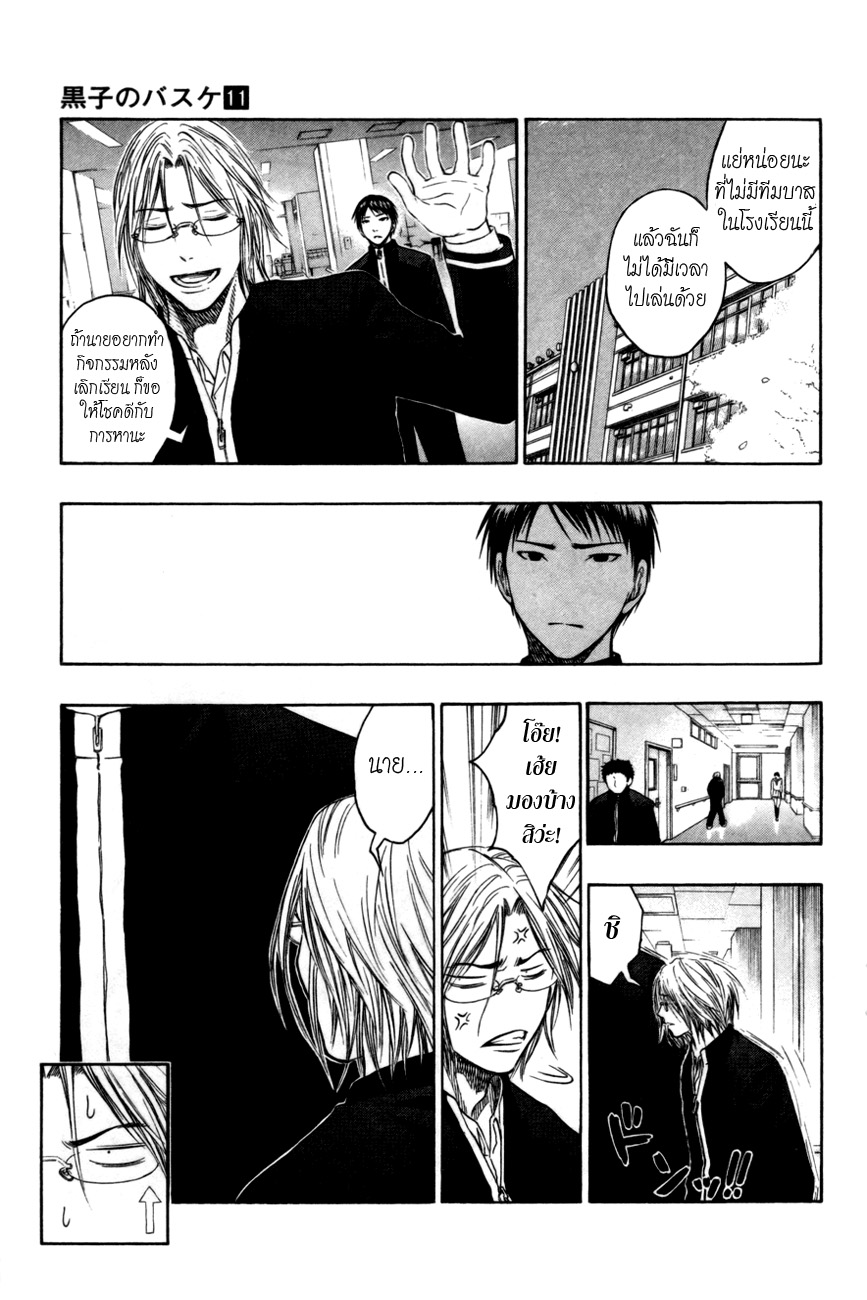 黒子のバスケ11
แย่หน่อยนะ
ที่ไม่มีทีมบาส
ในโรงเรียนนี้
แล้วฉันก็
ไม่ได้มีเวลา
ไปเล่นด้วย
ถ้านายอยากทำ
กิจกรรมหลัง
เลิกเรียน ก็ขอ
ให้โชคดีกับ
การหานะ
ชิ
ドンッ!!
โอ๊ย!
เฮ้ย
มองบ้าง
สิว่ะ!
นาย...